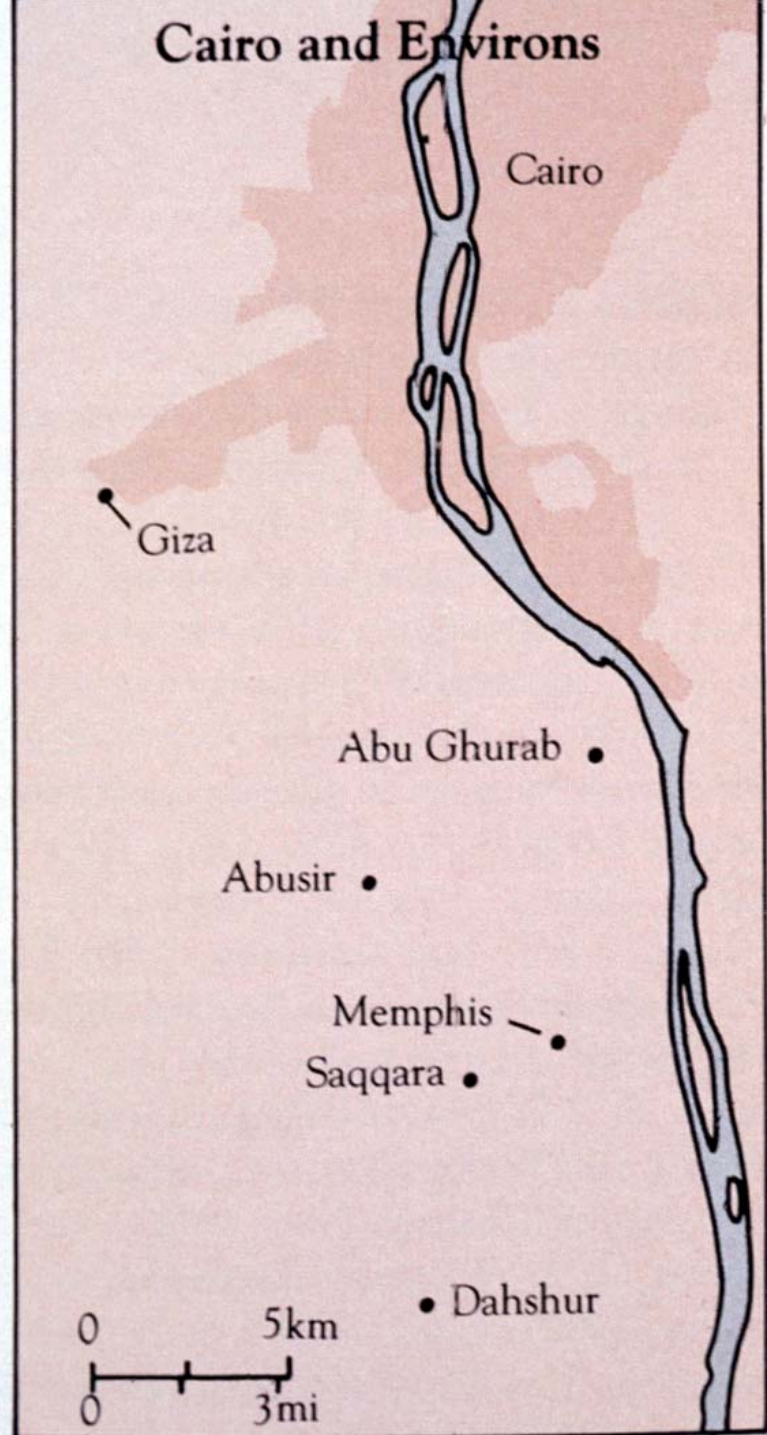 Cairo and Environs
Cairo
Giza
Abu Ghurab
Abusir
Memphis
Saqqara
Dahshur
0 5km
0 3mi